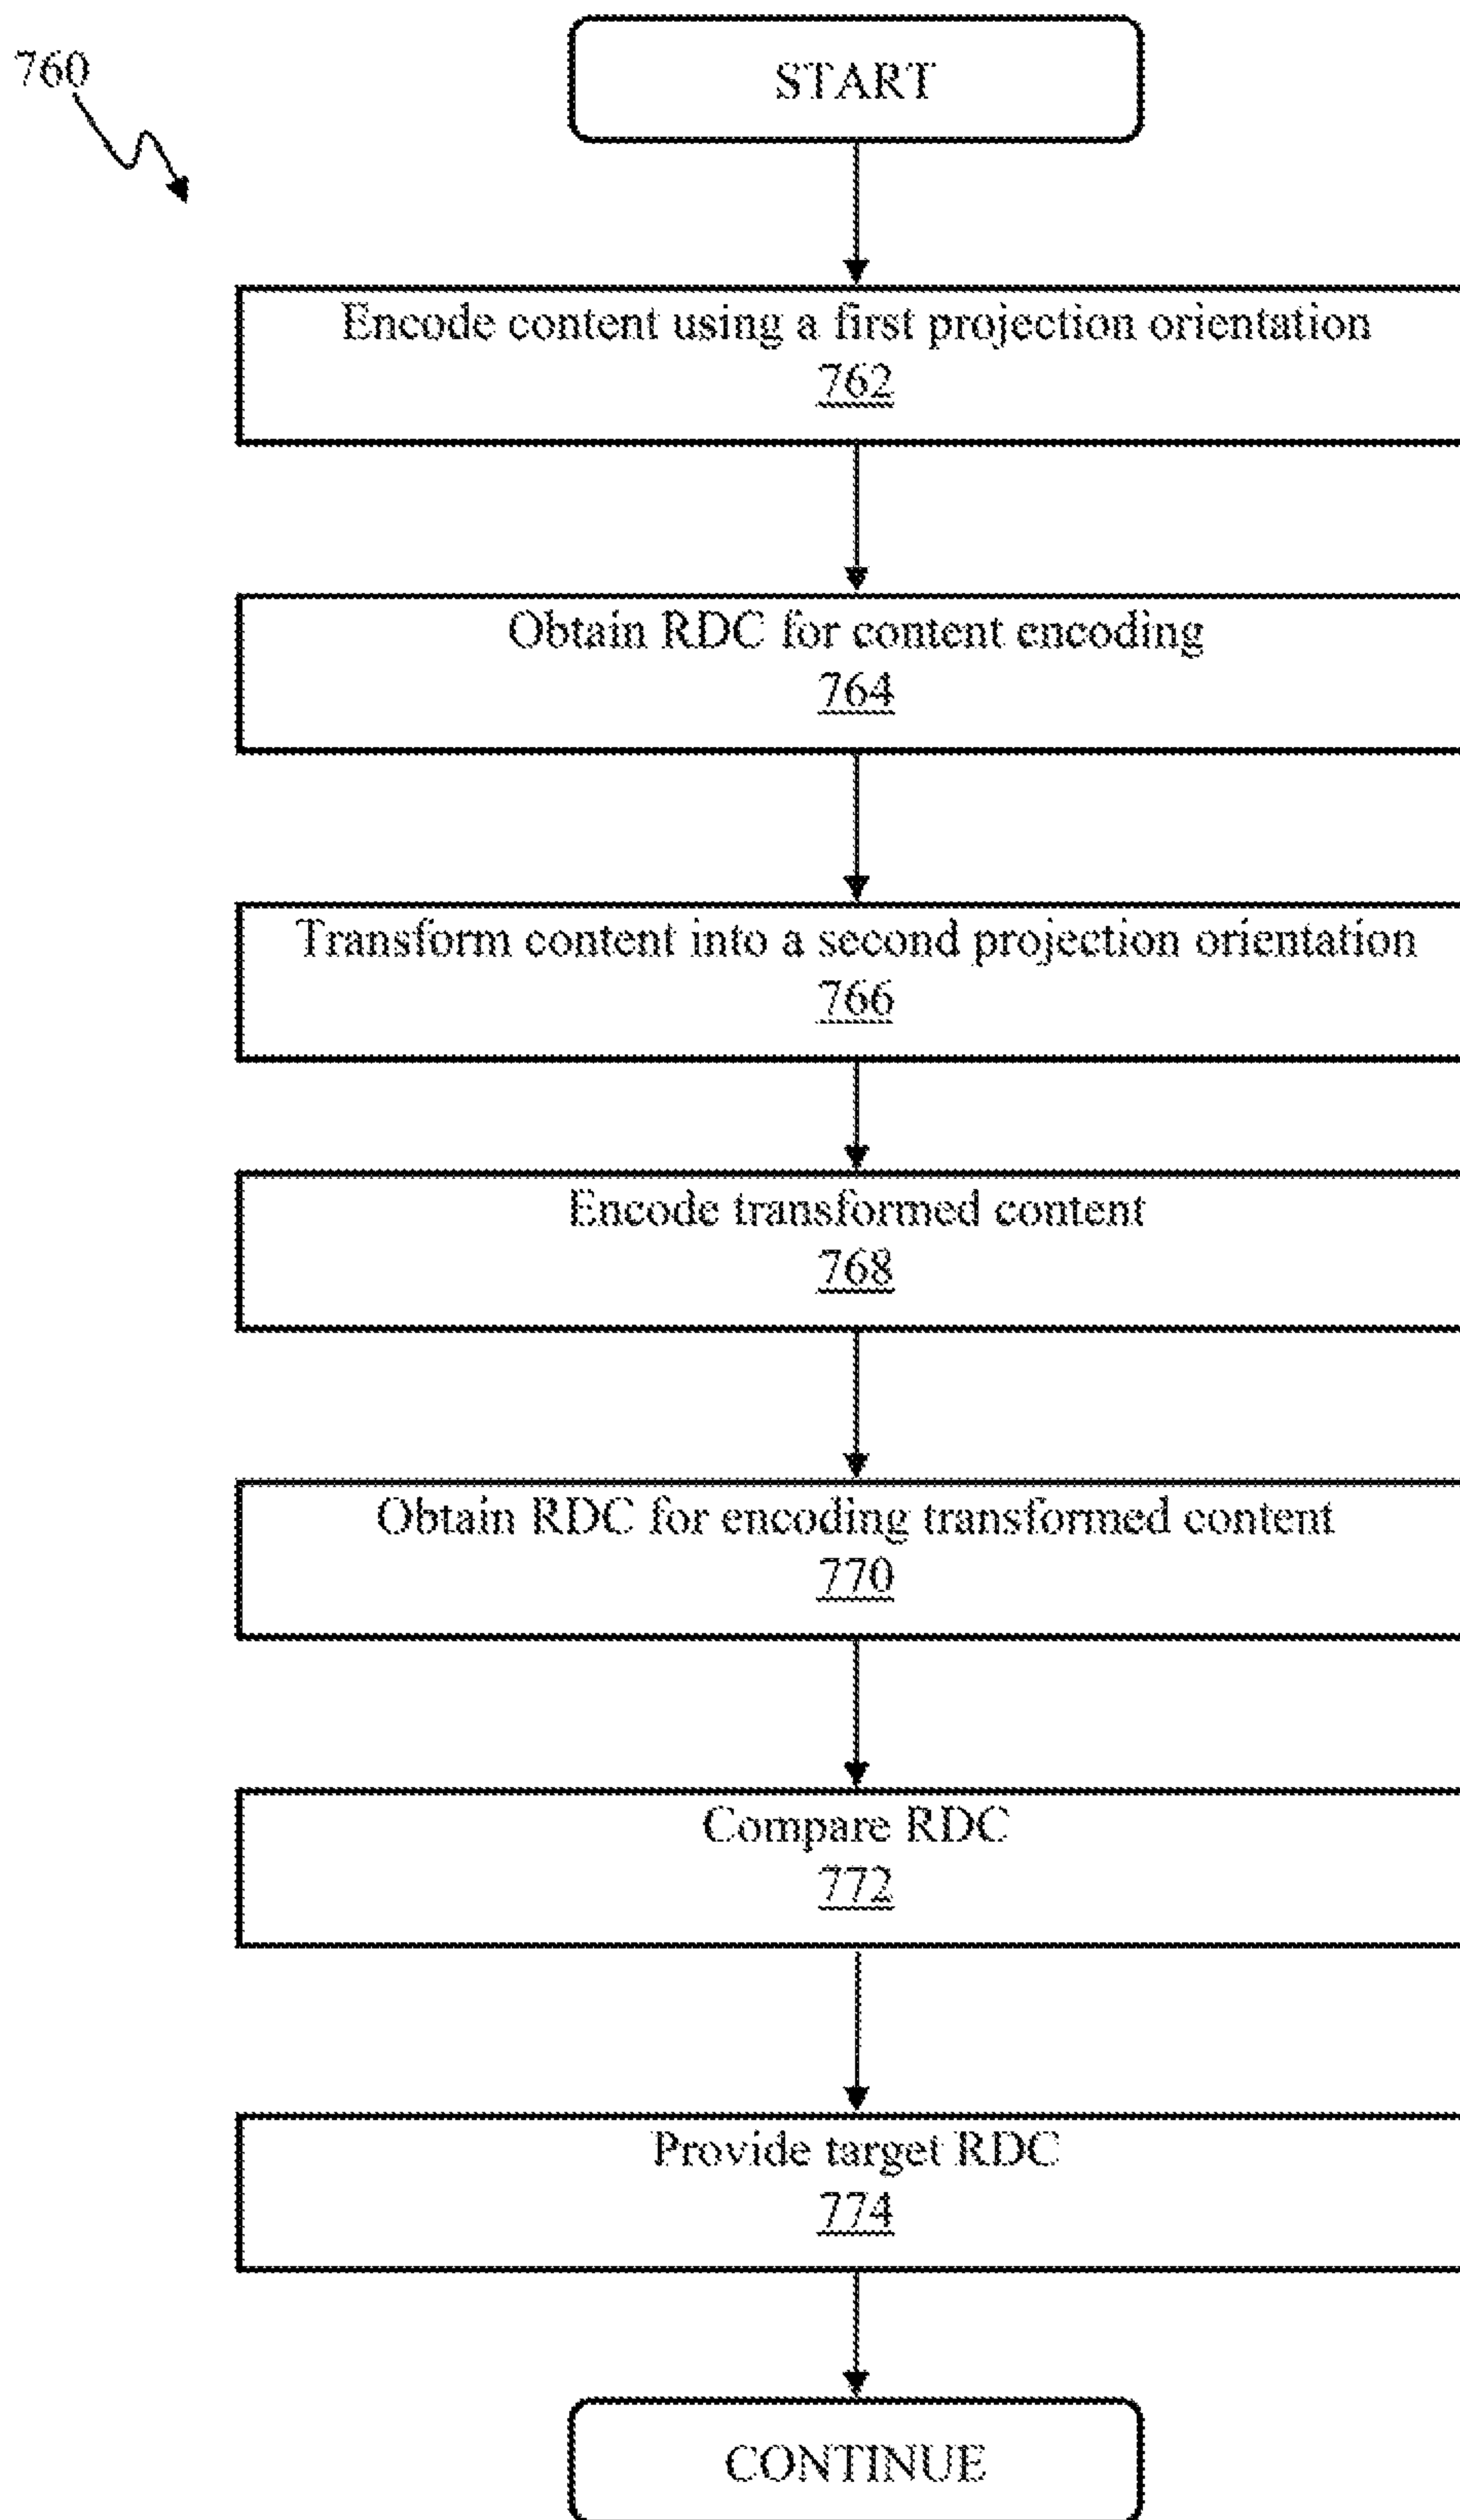 760
START
Encode content using a first projection orientation
762
Obtain RDC for content encoding
764
Transform content into a second projection orientation
766
Encode transformed content
768
Obtain RDC for encoding transformed content
770
Compare RDC
772
Provide target RDC
774
CONTINUE